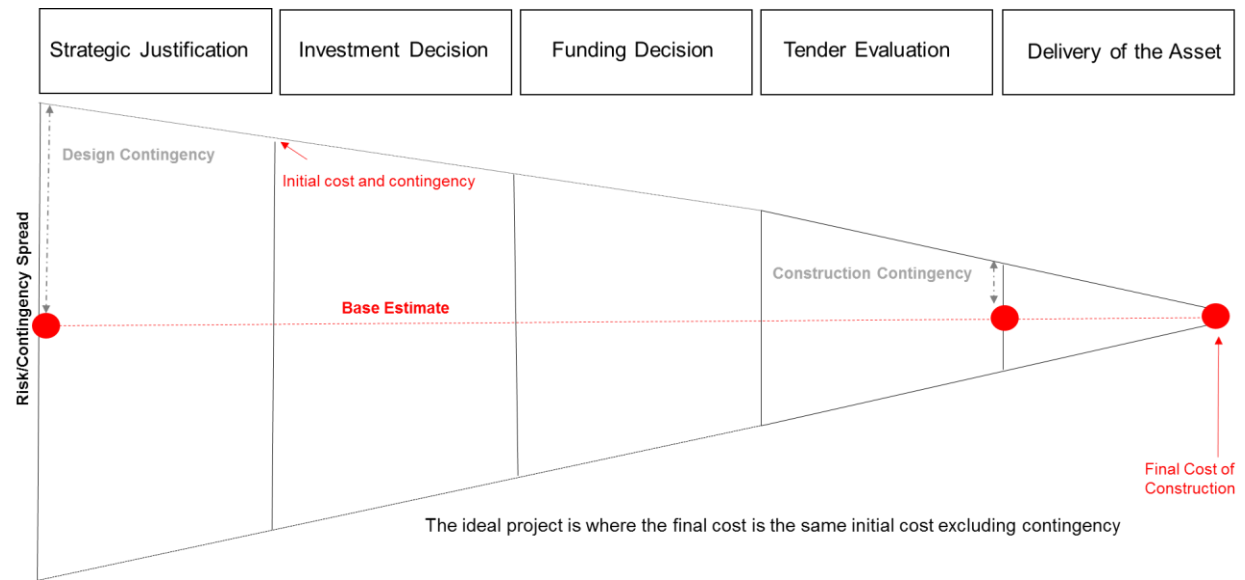 Strategic Justification
Investment Decision
Funding Decision
Tender Evaluation
Delivery of the Asset
Design Contingency
Initial cost and contingency
Risk/Contingency Spread
Construction Contingency
Base Estimate
Final Cost of
Construction
The ideal project is where the final cost is the same initial cost excluding contingency